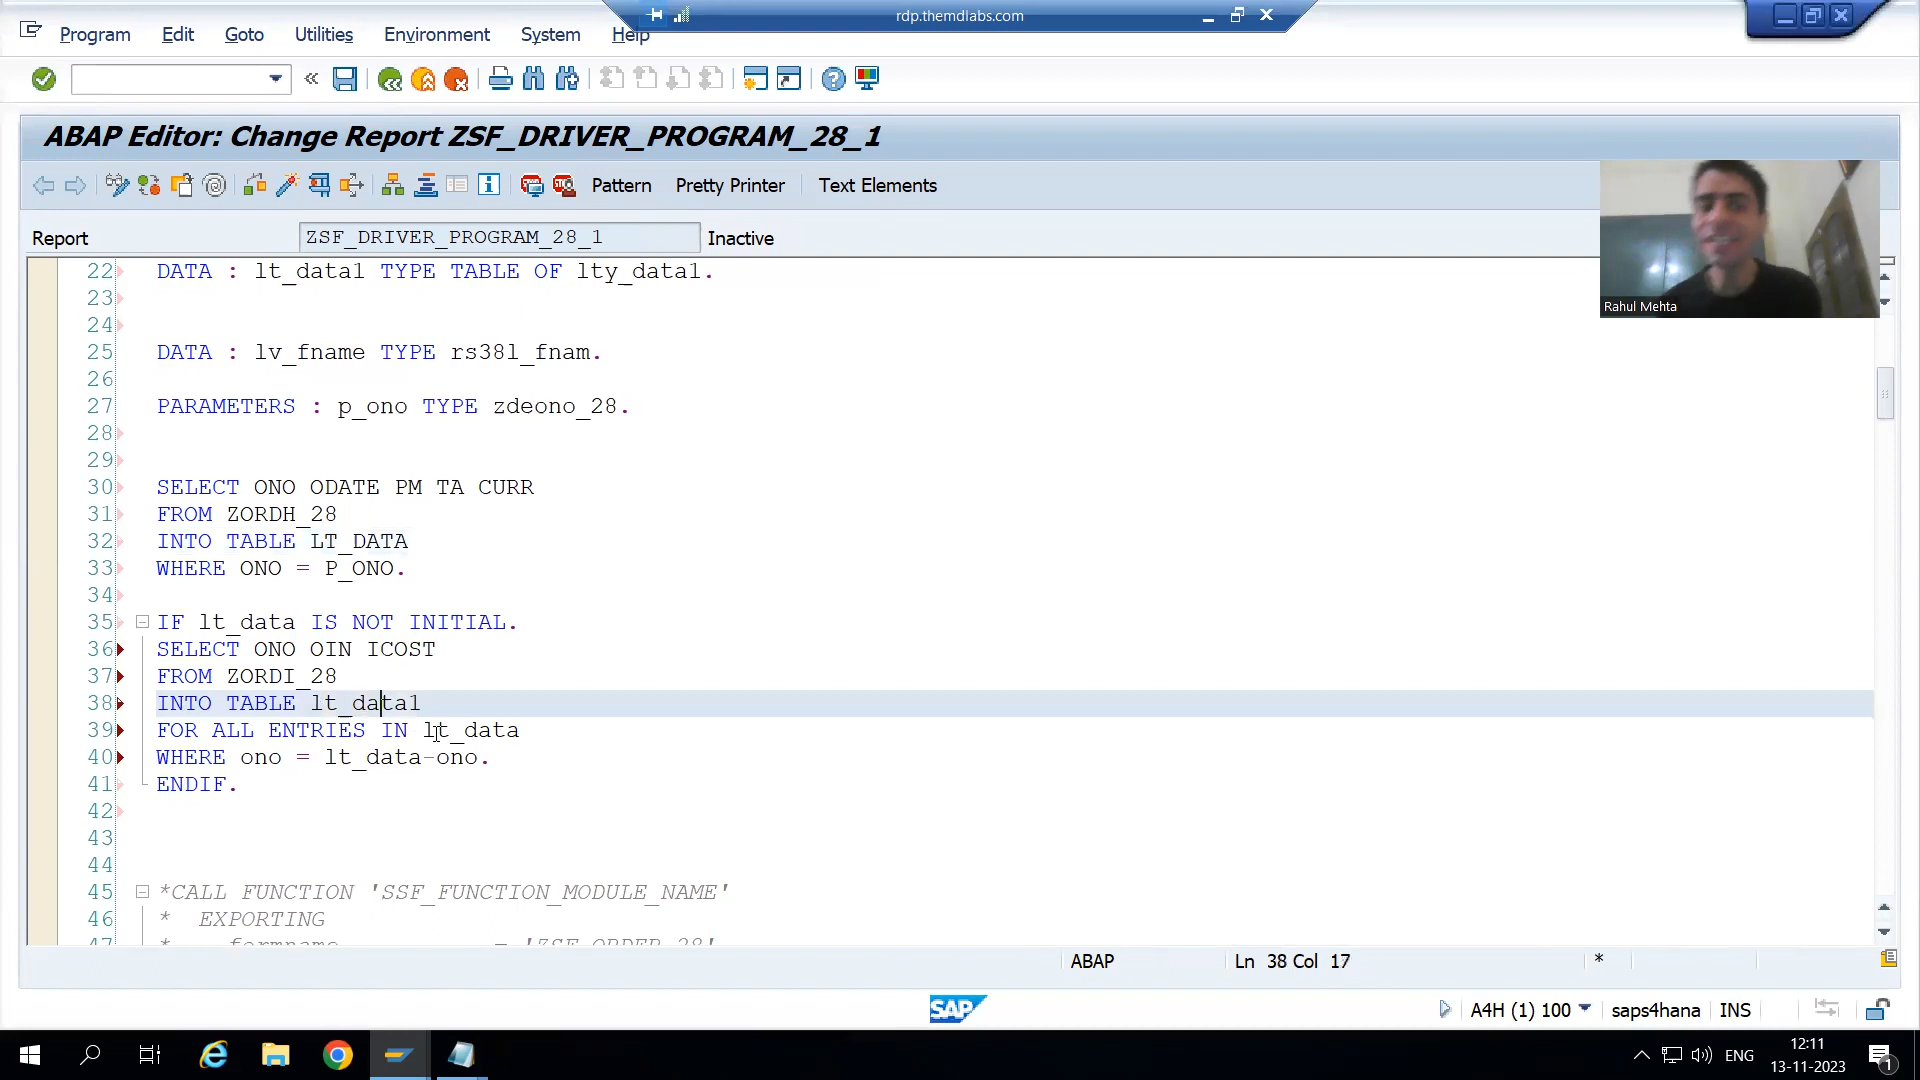 rdp.themdlabs.com
Program Edit Goto Utilities Environment System Help
ABAP Editor: Change Report ZSF_DRIVER_PROGRAM_28_1
Pattern Pretty Printer Text Elements
Report ZSF_DRIVER_PROGRAM_28_1 Inactive
Rahul Mehta
22 DATA : lt_data1 TYPE TABLE OF lty_data1.
23
24
25 DATA : lv_fname TYPE rs38l_fnam.
26
27 PARAMETERS : p_ono TYPE zdeono_28.
28
29
30 SELECT ONO ODATE PM TA CURR
31 FROM ZORDH_28
32 INTO TABLE LT_DATA
33 WHERE ONO = P_ONO.
34
35 IF lt_data IS NOT INITIAL.
36 SELECT ONO OIN ICOST
37 FROM ZORDI_28
38 INTO TABLE lt_data1
39 FOR ALL ENTRIES IN lt_data
40 WHERE ono = lt_data-ono.
41 ENDIF.
42
43
44
45 *CALL FUNCTION 'SSF_FUNCTION_MODULE_NAME'
46 * EXPORTING
47 * formname = 'ZSF_ORDER_28'
ABAP Ln 38 Col 17 *
SAP A4H (1) 100 saps4hana INS
ENG 12:11
13-11-2023 1